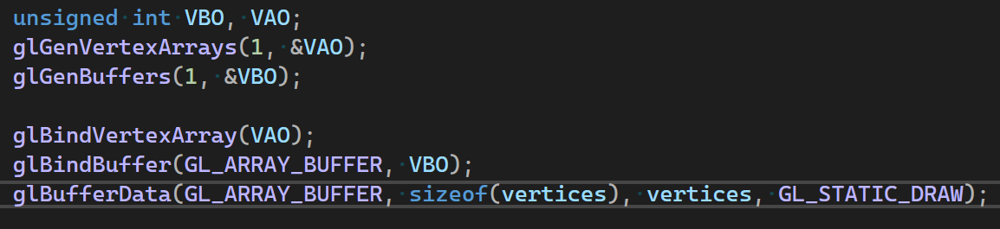 unsigned int VBO, VAO;
glGenVertexArrays(1, &VAO);
glGenBuffers(1, &VBO);
glBindVertexArray(VAO);
glBindBuffer(GL_ARRAY_BUFFER, VBO);
glBufferData(GL_ARRAY_BUFFER, sizeof(vertices), vertices, GL_STATIC_DRAW);